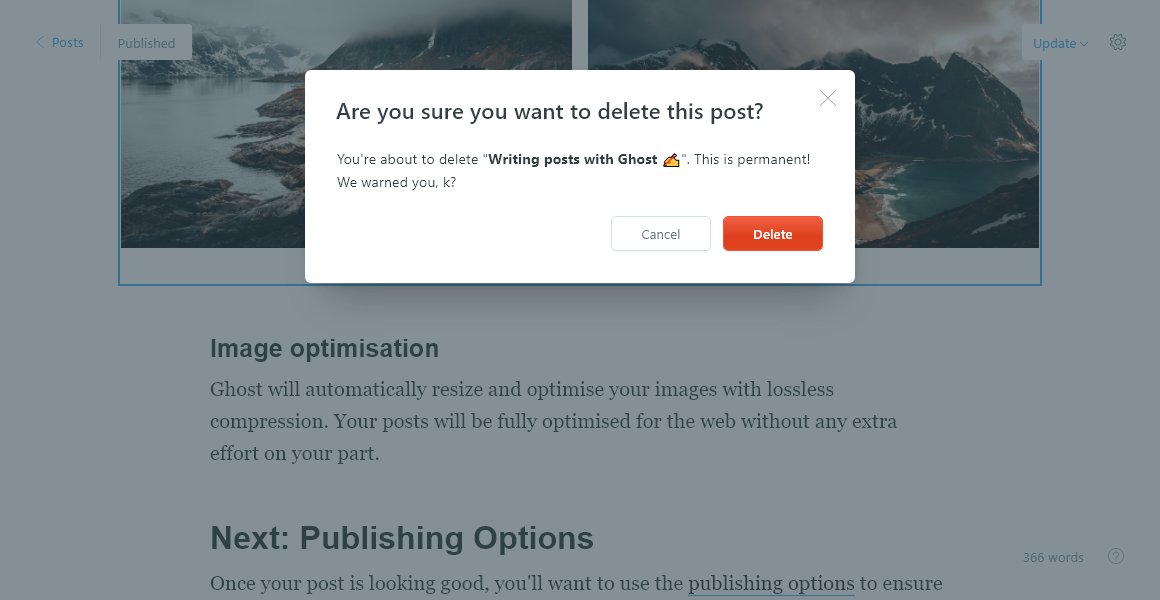 Posts
Published
Update
Are you sure you want to delete this post?
You're about to delete "Writing posts with Ghost ✍️". This is permanent!
We warned you, k?
Cancel
Delete
Image optimisation
Ghost will automatically resize and optimise your images with lossless
compression. Your posts will be fully optimised for the web without any extra
effort on your part.
Next: Publishing Options
366 words
Once your post is looking good, you'll want to use the publishing options to ensure